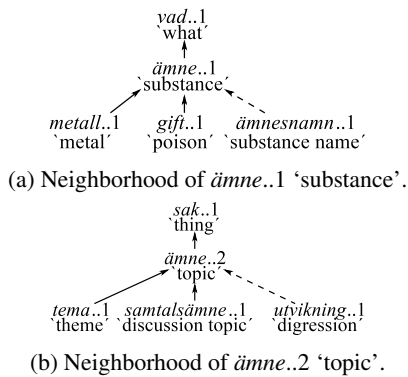 vad..1
`what´
ämne..1
`substance´
metall..1 gift..1 ämnesnamn..1
`metal´ `poison´ `substance name´
(a) Neighborhood of ämne..1 ‘substance’.
sak..1
`thing´
ämne..2
`topic´
tema..1 samtalsämne..1 utvikning..1
`theme´ `discussion topic´ `digression´
(b) Neighborhood of ämne..2 ‘topic’.